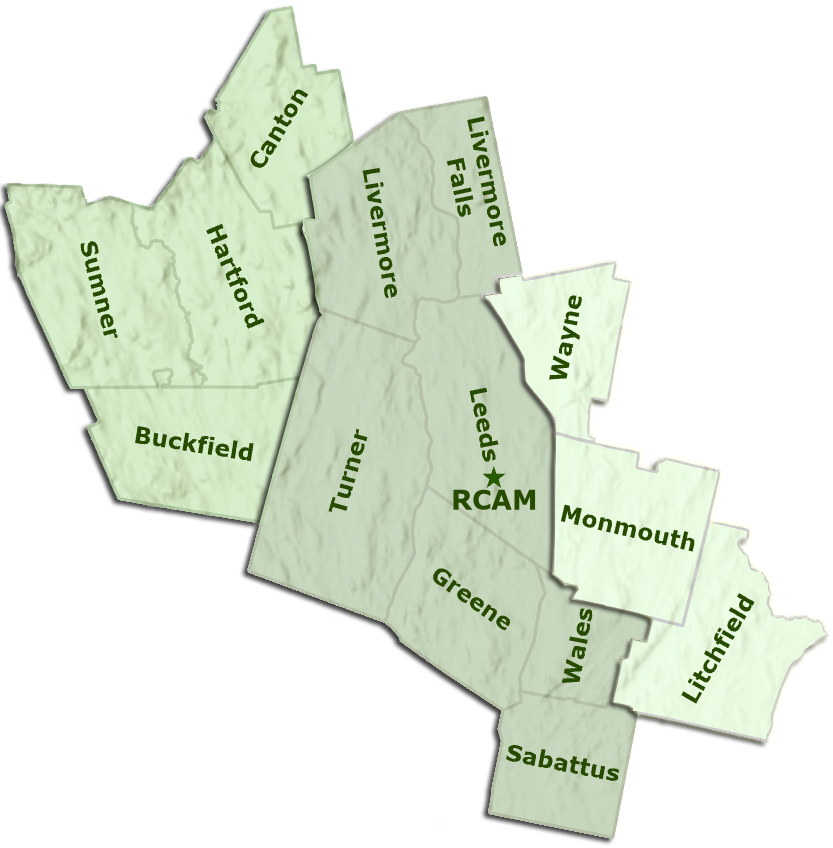 Canton
Livermore
Falls
Livermore
Hartford
Sumner
Wayne
Leeds
Buckfield
Turner
RCAM
Monmouth
Greene
Wales
Litchfield
Sabattus